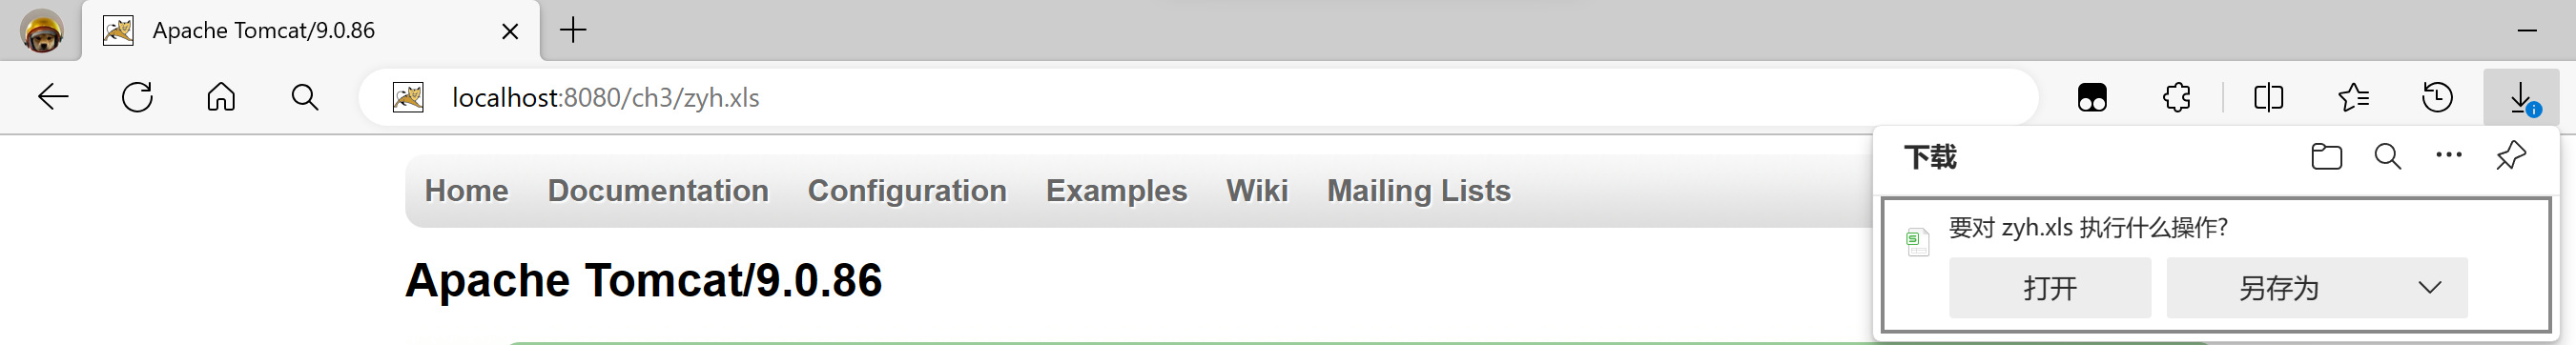 Apache Tomcat/9.0.86
localhost:8080/ch3/zyh.xls
下载
Home Documentation Configuration Examples Wiki Mailing Lists
要对 zyh.xls 执行什么操作?
Apache Tomcat/9.0.86
打开 另存为